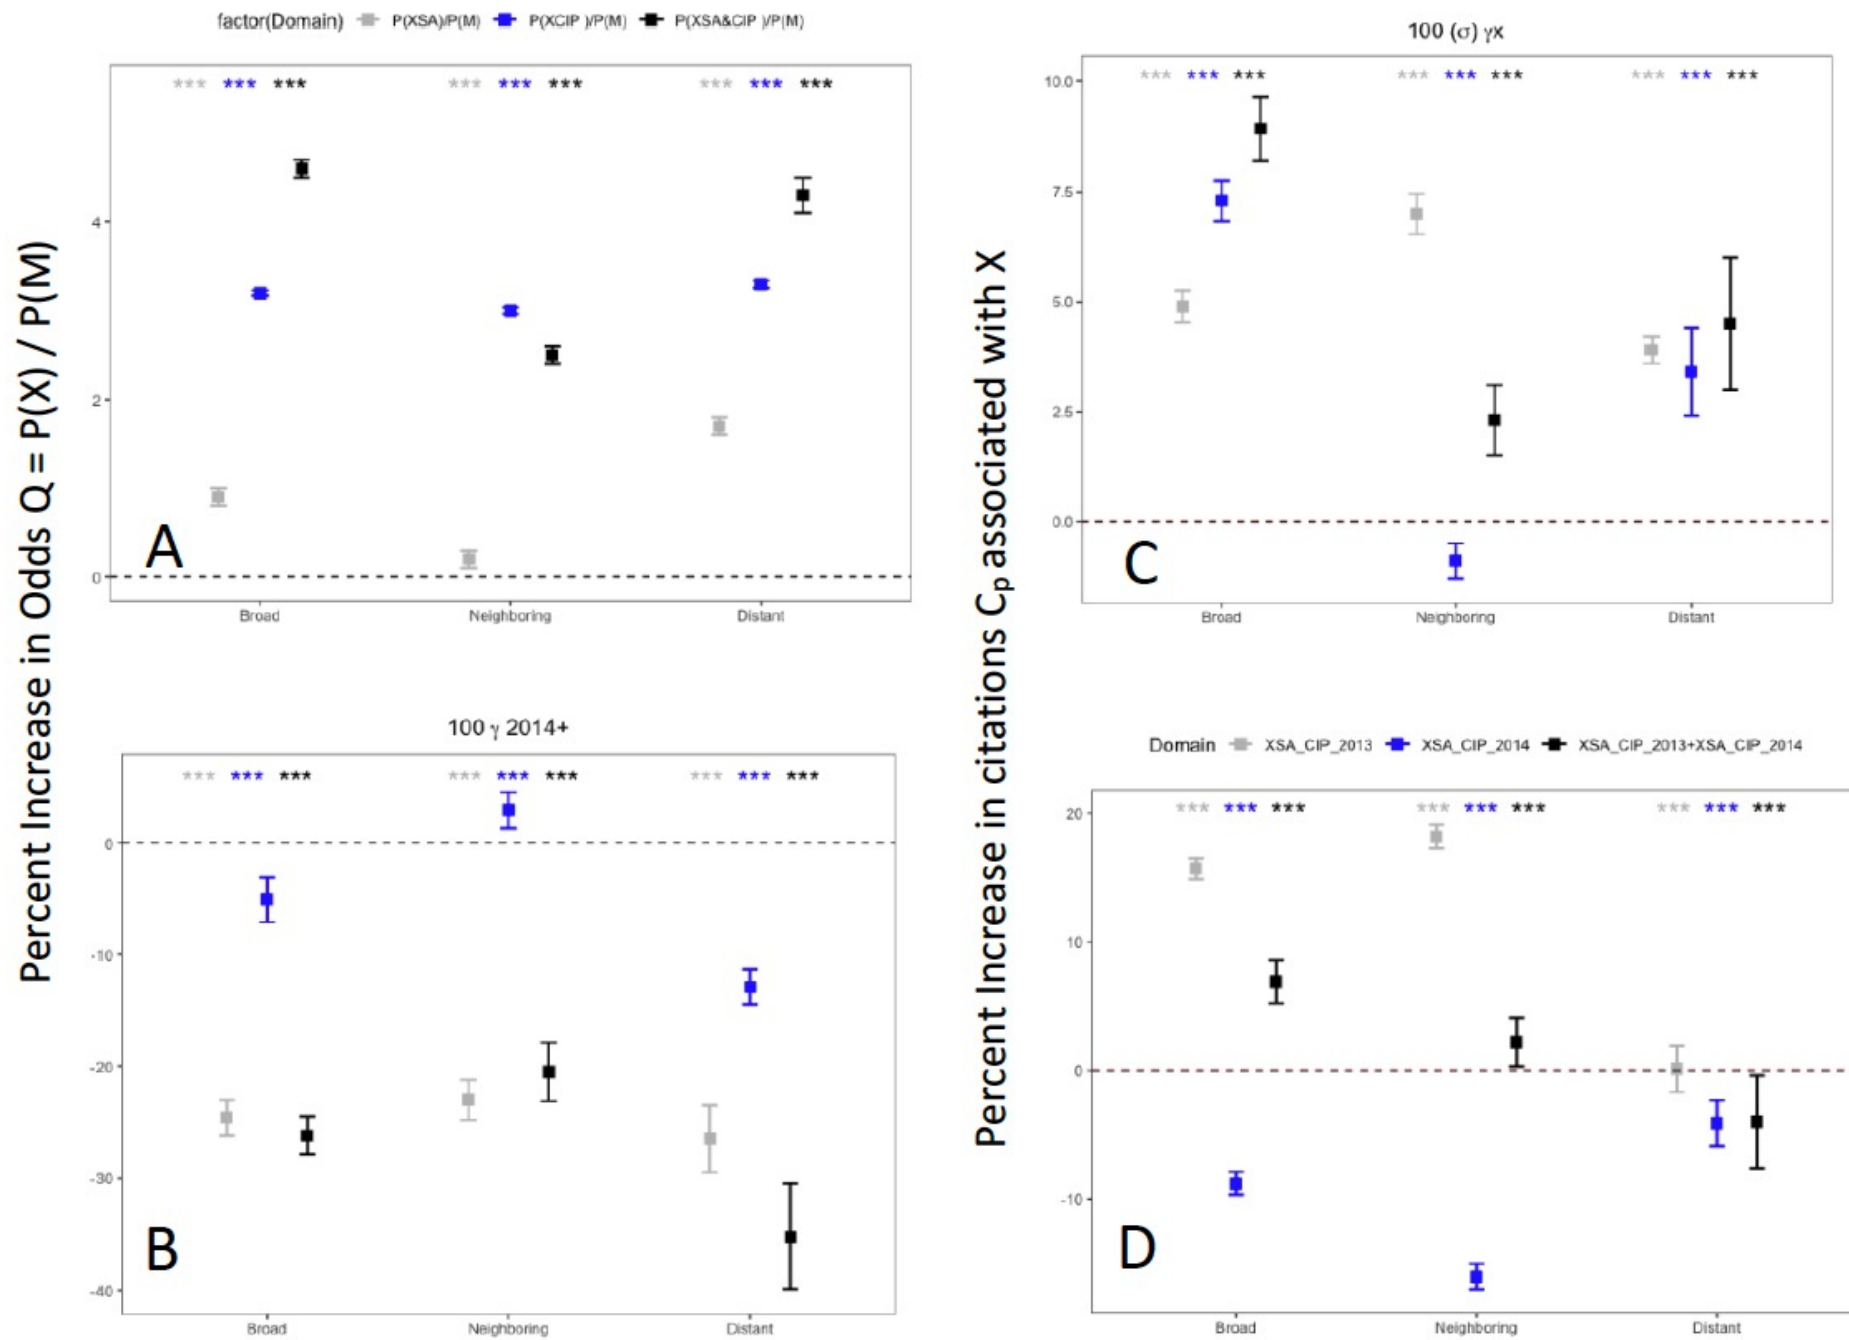 factor(Domain) P(XSA)/P(M) P(XCIP )/P(M) P(XSA&CIP )/P(M)
Percent Increase in Odds Q = P(X) / P(M)
*** *** *** *** *** *** *** *** ***
4
2
0
A
Broad Neighboring Distant
100 γ 2014+
*** *** *** *** *** *** *** *** ***
0
-10
-20
-30
-40
B
Broad Neighboring Distant
Percent Increase in citations Cp associated with X
100 (σ) γx
*** *** *** *** *** *** *** *** ***
10.0
7.5
5.0
2.5
0.0
C
Broad Neighboring Distant
Domain XSA_CIP_2013 XSA_CIP_2014 XSA_CIP_2013+XSA_CIP_2014
*** *** *** *** *** *** *** *** ***
20
10
0
-10
D
Broad Neighboring Distant